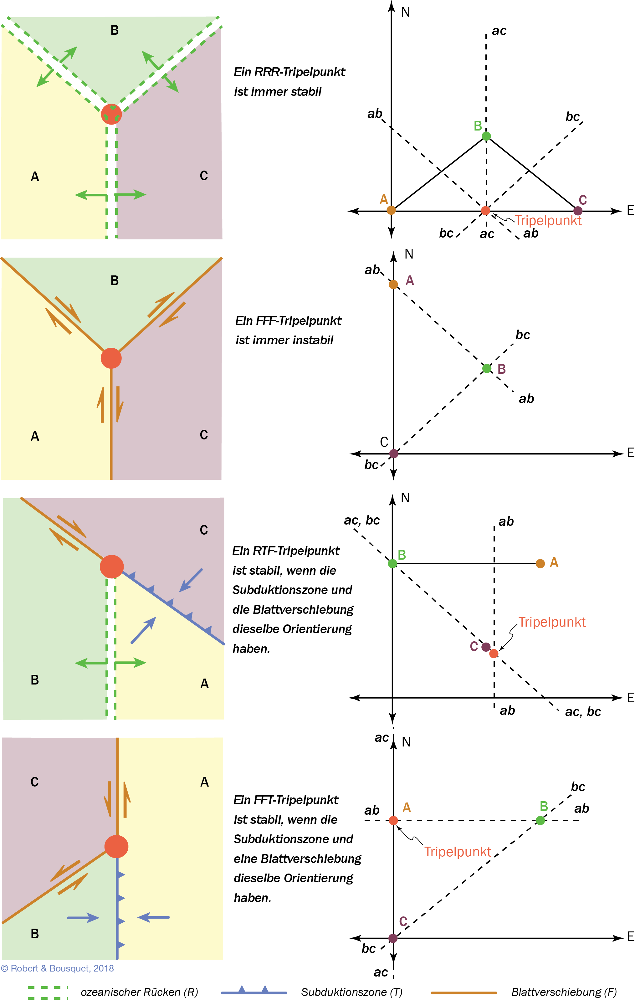 B
A
C
Ein RRR-Tripelpunkt
ist immer stabil
N
ac
ab
bc
B
A
C
E
Tripelpunkt
bc
ac
ab
B
A
C
Ein FFF-Tripelpunkt
ist immer instabil
N
ab
A
bc
B
ab
C
E
bc
C
B
A
Ein RTF-Tripelpunkt
ist stabil, wenn die
Subduktionszone und
die Blattverschiebung
dieselbe Orientierung
haben.
N
ac, bc
ab
B
A
Tripelpunkt
C
E
ab
ac, bc
C
A
B
Ein FFT-Tripelpunkt
ist stabil, wenn die
Subduktionszone und
eine Blattverschiebung
dieselbe Orientierung
haben.
ac
N
bc
ab
A
B
ab
Tripelpunkt
C
E
bc
ac
© Robert & Bousquet, 2018
ozeanischer Rücken (R)
Subduktionszone (T)
Blattverschiebung (F)